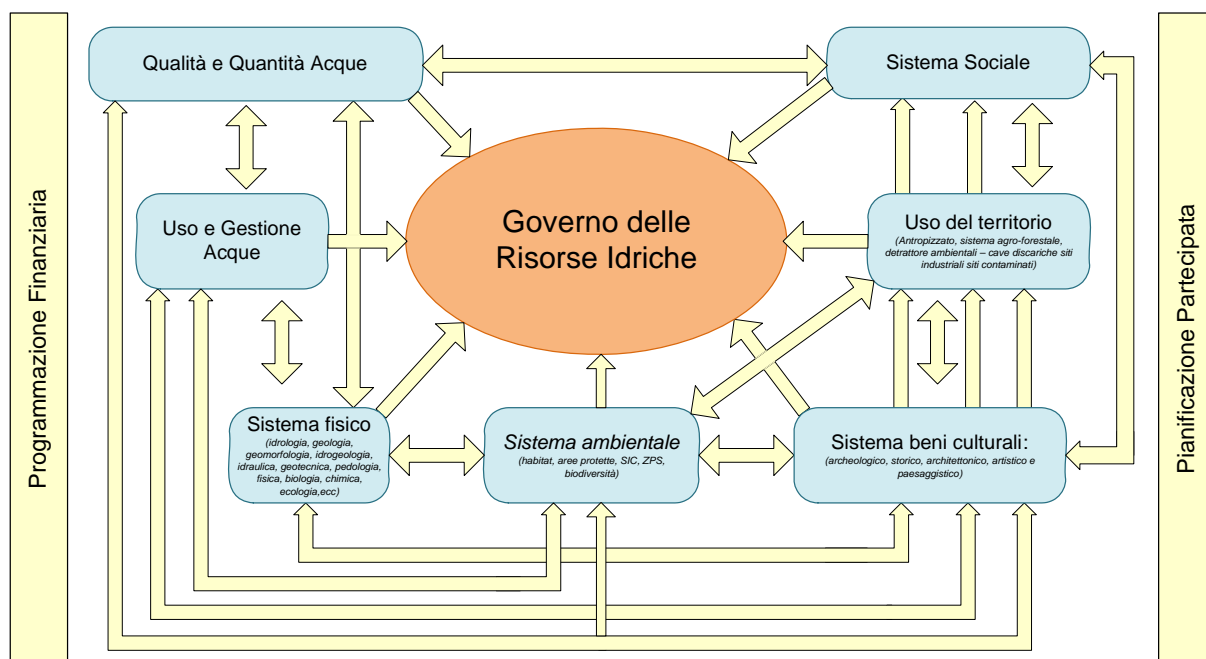 Programmazione Finanziaria
Qualità e Quantità Acque
Sistema Sociale
Uso e Gestione
Acque
Governo delle
Risorse Idriche
Uso del territorio
(Antropizzato, sistema agro-forestale,
detrattore ambientali – cave discariche siti
industriali siti contaminati)
Sistema fisico
(idrologia, geologia,
geomorfologia, idrogeologia,
idraulica, geotecnica, pedologia,
fisica, biologia, chimica,
ecologia,ecc)
Sistema ambientale
(habitat, aree protette, SIC, ZPS,
biodiversità)
Sistema beni culturali:
(archeologico, storico, architettonico, artistico e
paesaggistico)
Pianificazione Partecipata